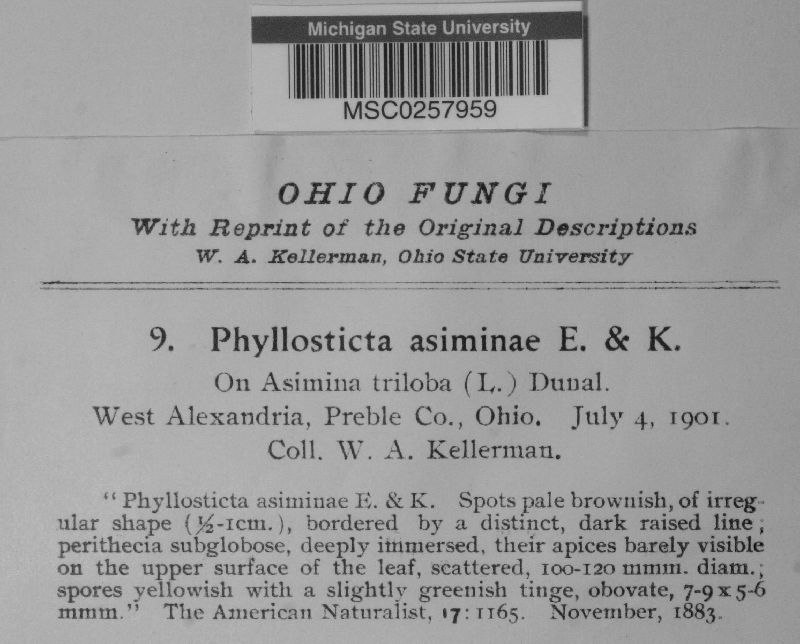 Michigan State University
MSC0257959
OHIO FUNGI
With Reprint of the Original Descriptions
W. A. Kellerman, Ohio State University
9. Phyllosticta asiminae E. & K.
On Asimina triloba (L.) Dunal.
West Alexandria, Preble Co., Ohio. July 4, 1901.
Coll. W. A. Kellerman.
“Phyllosticta asiminae E. & K. Spots pale brownish, of irreg-
ular shape (½-1cm.), bordered by a distinct, dark raised line;
perithecia subglobose, deeply immersed, their apices barely visible
on the upper surface of the leaf, scattered, 100-120 mmm. diam.;
spores yellowish with a slightly greenish tinge, obovate, 7-9 x 5-6
mmm.” The American Naturalist, 17: 1165. November, 1883.